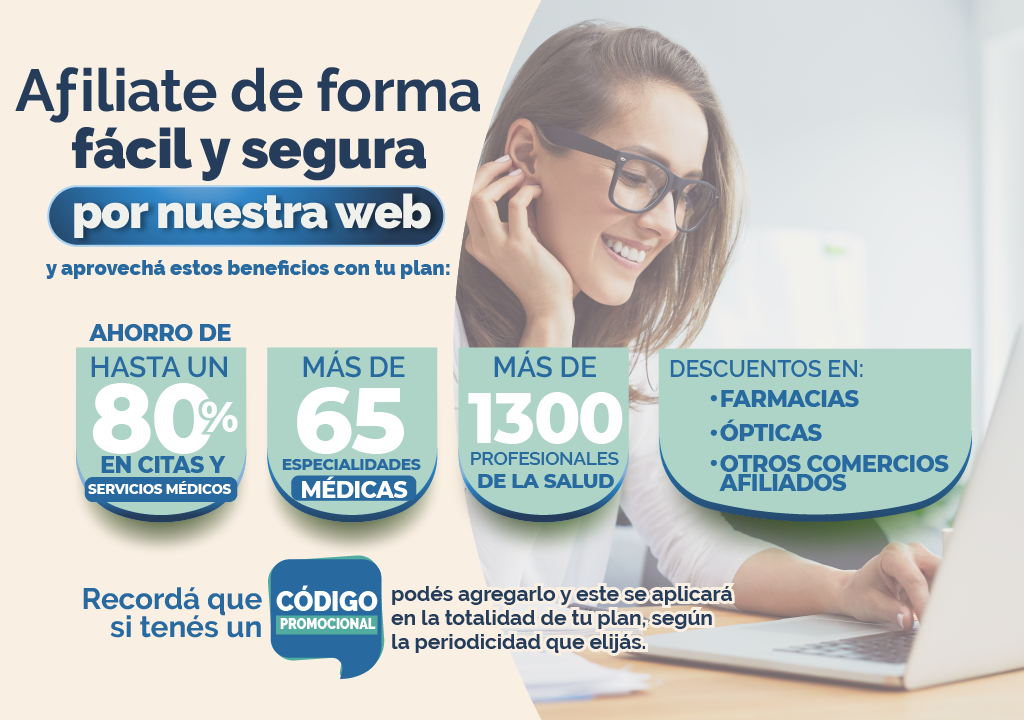 Afiliate de forma
fácil y segura
por nuestra web
y aprovechá estos beneficios con tu plan:
AHORRO DE
HASTA UN
80%
EN CITAS Y
SERVICIOS MÉDICOS
MÁS DE
65
ESPECIALIDADES
MÉDICAS
MÁS DE
1300
PROFESIONALES
DE LA SALUD
DESCUENTOS EN:
• FARMACIAS
• ÓPTICAS
• OTROS COMERCIOS
AFILIADOS
Recordá que
si tenés un
CÓDIGO
PROMOCIONAL
podés agregarlo y este se aplicará
en la totalidad de tu plan, según
la periodicidad que elijás.